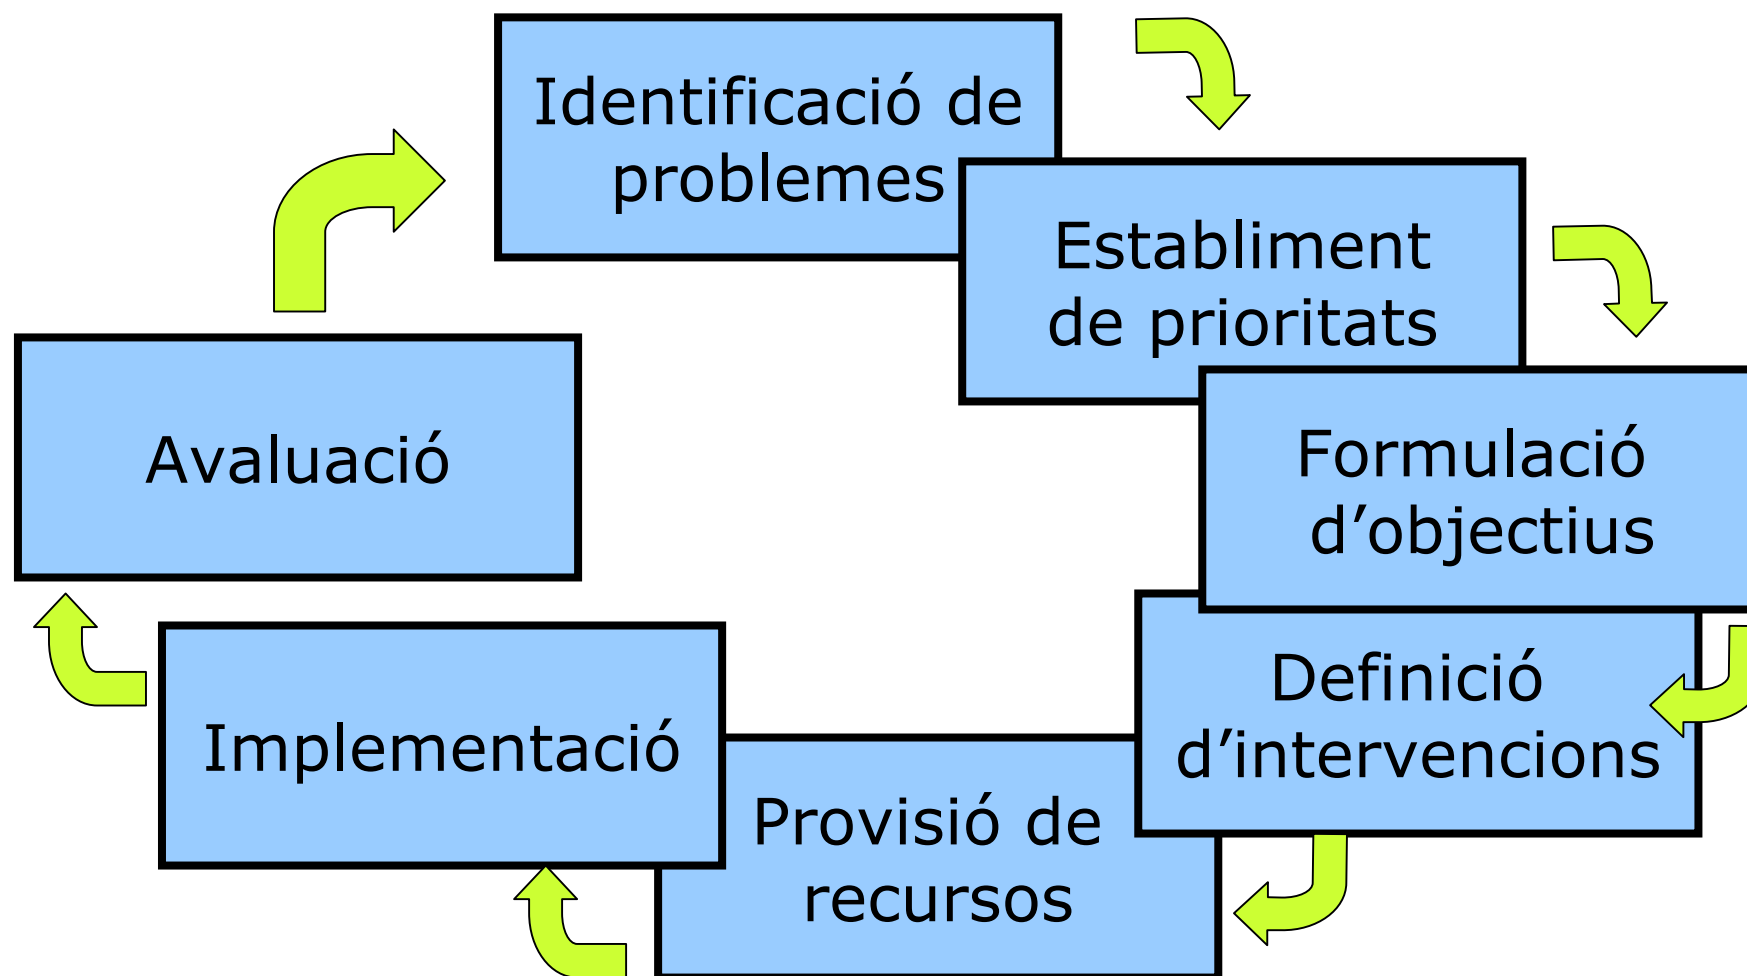 Identificació de
problemes
Establiment
de prioritats
Formulació
d’objectius
Definició
d’intervencions
Provisió de
recursos
Implementació
Avaluació